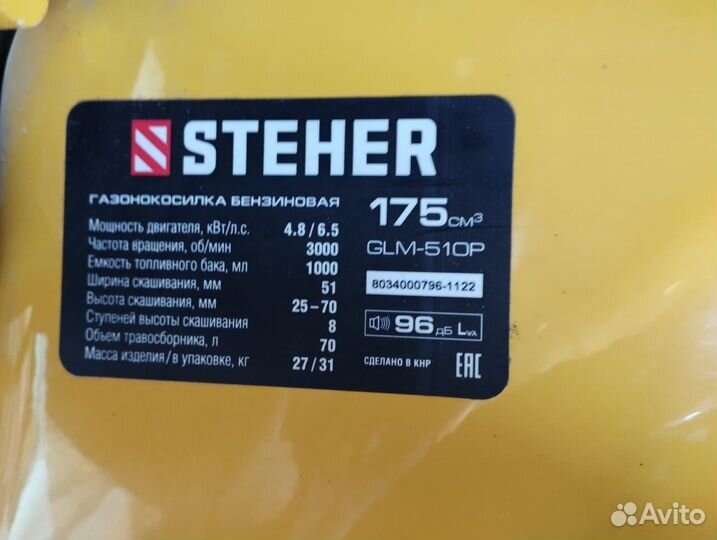 STEHER
ГАЗОНОКОСИЛКА БЕНЗИНОВАЯ
Мощность двигателя, кВт/л.с. 4.8 / 6.5
Частота вращения, об/мин 3000
Емкость топливного бака, мл 1000
Ширина скашивания, мм 51
Высота скашивания, мм 25–70
Ступеней высоты скашивания 8
Объем травосборника, л 70
Масса изделия / в упаковке, кг 27 / 31
175 см³
GLM-510P
8034000796-1122
96 дБ LWA
СДЕЛАНО В КНР EAC
Avito